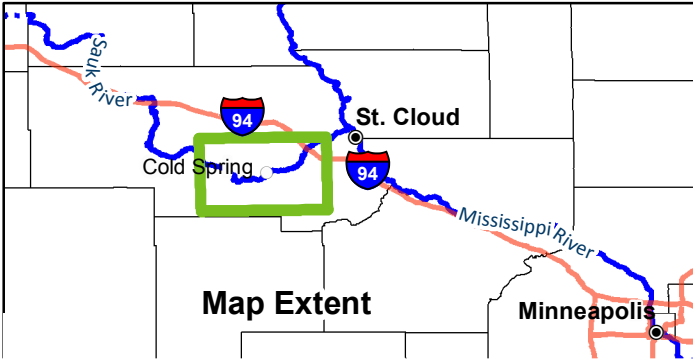 Sauk River
94
St. Cloud
Cold Spring
94
Mississippi River
Map Extent
Minneapolis